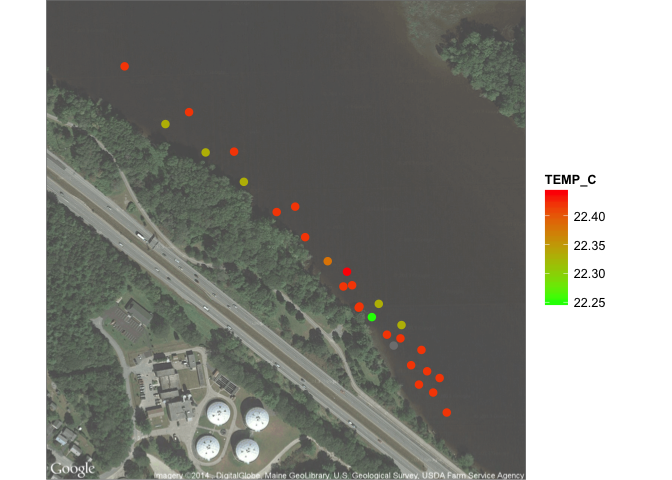 TEMP_C
22.40
22.35
22.30
22.25
Google
Imagery ©2014 , DigitalGlobe, Maine GeoLibrary, U.S. Geological Survey, USDA Farm Service Agency